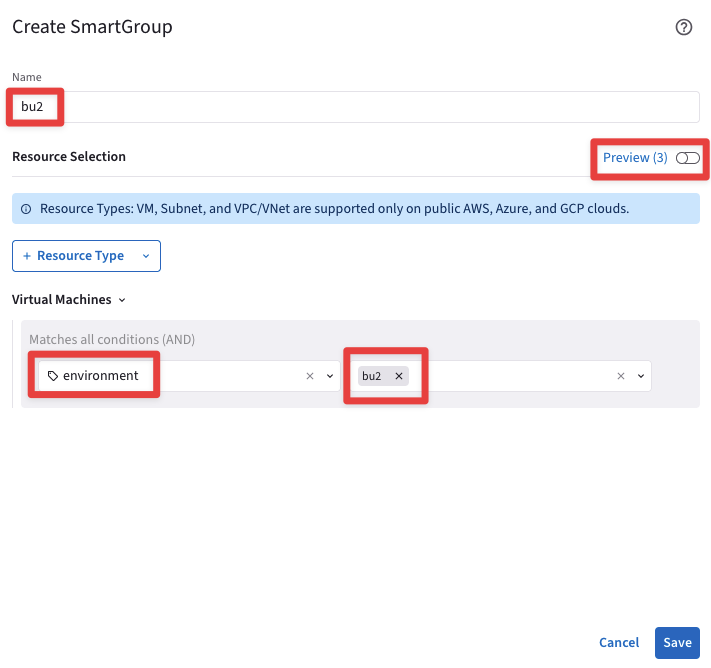 Create SmartGroup
Name
bu2
Resource Selection
Preview (3)
Resource Types: VM, Subnet, and VPC/VNet are supported only on public AWS, Azure, and GCP clouds.
+ Resource Type
Virtual Machines
Matches all conditions (AND)
environment
bu2
Cancel
Save